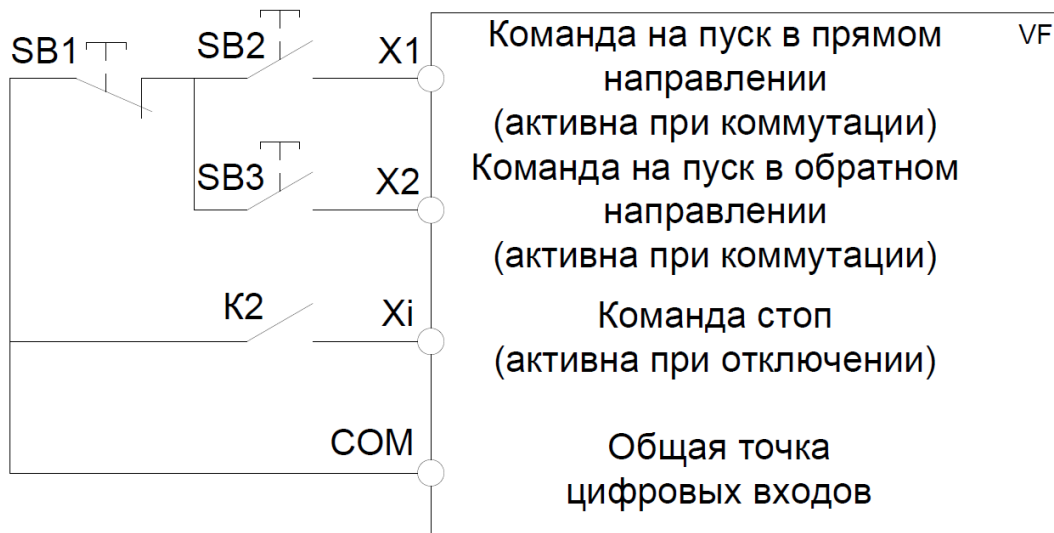 SB1
SB2
X1
Команда на пуск в прямом
направлении
(активна при коммутации)
VF
SB3
X2
Команда на пуск в обратном
направлении
(активна при коммутации)
К2
Xi
Команда стоп
(активна при отключении)
COM
Общая точка
цифровых входов